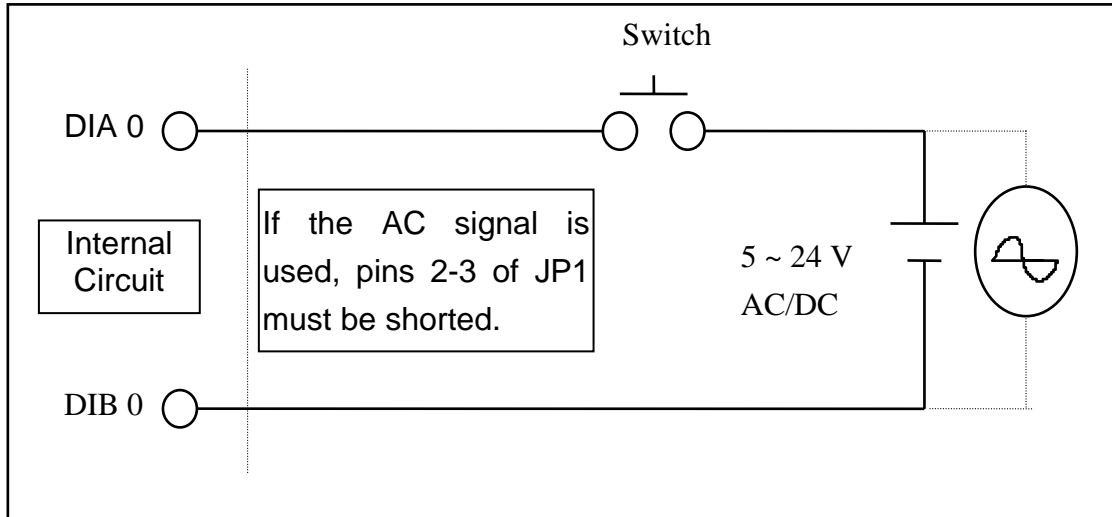 Switch
DIA 0
If the AC signal is
used, pins 2-3 of JP1
must be shorted.
Internal
Circuit
5 ~ 24 V
AC/DC
DIB 0